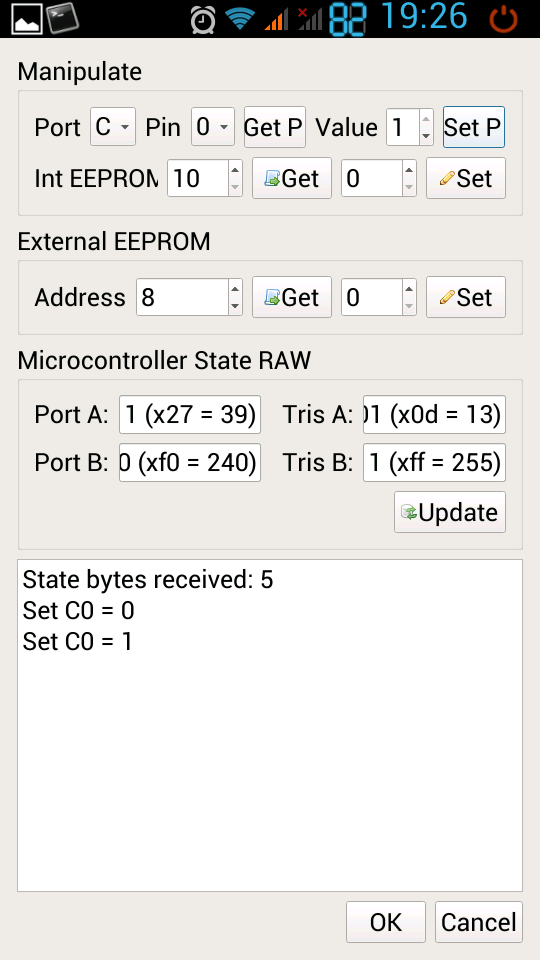 82 19:26
Manipulate
Port C Pin 0 Get P Value 1 Set P
Int EEPROM 10 Get 0 Set
External EEPROM
Address 8 Get 0 Set
Microcontroller State RAW
Port A: 1 (x27 = 39) Tris A: 01 (x0d = 13)
Port B: 0 (xf0 = 240) Tris B: 1 (xff = 255)
Update
State bytes received: 5
Set C0 = 0
Set C0 = 1
OK Cancel